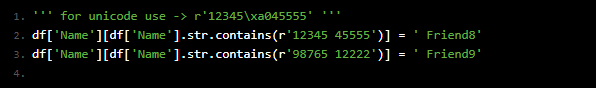 1. ''' for unicode use -> r'12345\xa045555' '''
2. df['Name'][df['Name'].str.contains(r'12345 45555')] = ' Friend8'
3. df['Name'][df['Name'].str.contains(r'98765 12222')] = ' Friend9'
4.